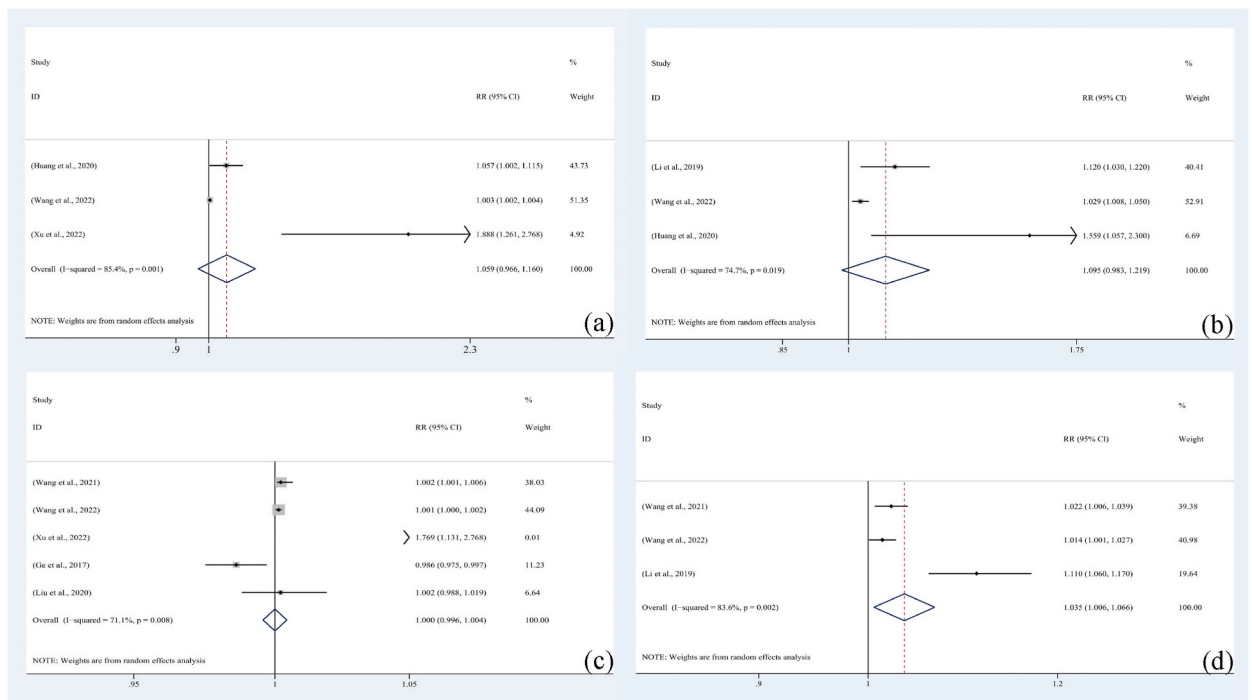 Study %
ID RR (95% CI) Weight
(Huang et al., 2020) 1.057 (1.002, 1.115) 43.73
(Wang et al., 2022) 1.003 (1.002, 1.004) 51.35
(Xu et al., 2022) 1.888 (1.261, 2.768) 4.92
Overall (I−squared = 85.4%, p = 0.001) 1.059 (0.966, 1.160) 100.00
NOTE: Weights are from random effects analysis
(a)
.9 1 2.3
Study %
ID RR (95% CI) Weight
(Li et al., 2019) 1.120 (1.030, 1.220) 40.41
(Wang et al., 2022) 1.029 (1.008, 1.050) 52.91
(Huang et al., 2020) 1.559 (1.057, 2.300) 6.69
Overall (I−squared = 74.7%, p = 0.019) 1.095 (0.983, 1.219) 100.00
NOTE: Weights are from random effects analysis
(b)
.85 1 1.75
Study %
ID RR (95% CI) Weight
(Wang et al., 2021) 1.002 (1.001, 1.006) 38.03
(Wang et al., 2022) 1.001 (1.000, 1.002) 44.09
(Xu et al., 2022) 1.769 (1.131, 2.768) 0.01
(Ge et al., 2017) 0.986 (0.975, 0.997) 11.23
(Liu et al., 2020) 1.002 (0.988, 1.019) 6.64
Overall (I−squared = 71.1%, p = 0.008) 1.000 (0.996, 1.004) 100.00
NOTE: Weights are from random effects analysis
(c)
.95 1 1.05
Study %
ID RR (95% CI) Weight
(Wang et al., 2021) 1.022 (1.006, 1.039) 39.38
(Wang et al., 2022) 1.014 (1.001, 1.027) 40.98
(Li et al., 2019) 1.110 (1.060, 1.170) 19.64
Overall (I−squared = 83.6%, p = 0.002) 1.035 (1.006, 1.066) 100.00
NOTE: Weights are from random effects analysis
(d)
.9 1 1.2